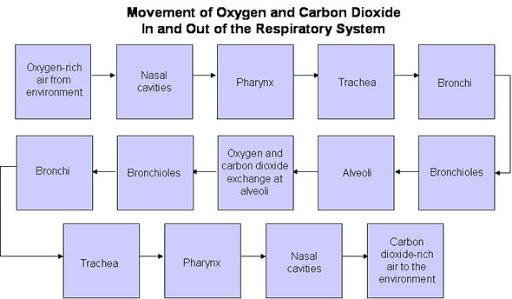 Movement of Oxygen and Carbon Dioxide
In and Out of the Respiratory System
Oxygen-rich
air from
environment
Nasal
cavities
Pharynx
Trachea
Bronchi
Bronchi
Bronchioles
Oxygen and
carbon dioxide
exchange at
alveoli
Alveoli
Bronchioles
Trachea
Pharynx
Nasal
cavities
Carbon
dioxide-rich
air to the
environment